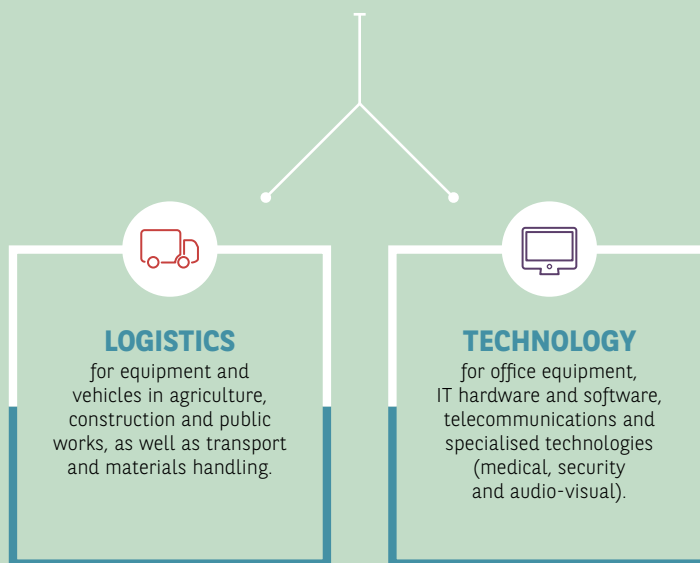 LOGISTICS
for equipment and
vehicles in agriculture,
construction and public
works, as well as transport
and materials handling.
TECHNOLOGY
for office equipment,
IT hardware and software,
telecommunications and
specialised technologies
(medical, security
and audio-visual).